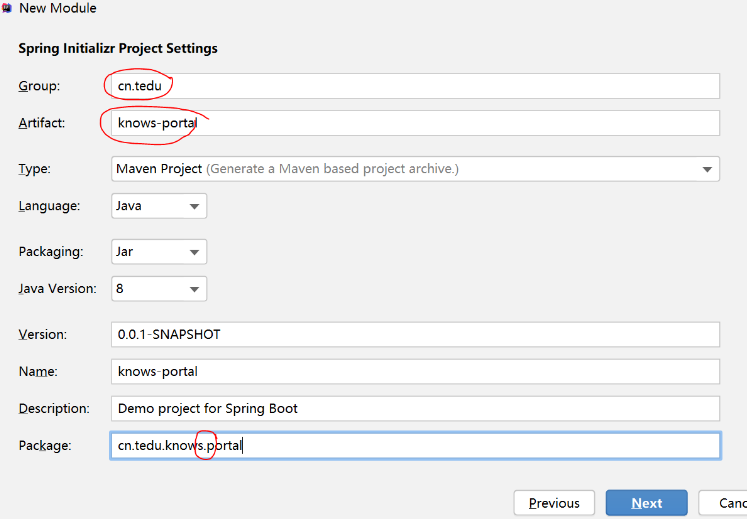 New Module
Spring Initializr Project Settings
Group: cn.tedu
Artifact: knows-portal
Type: Maven Project (Generate a Maven based project archive.)
Language: Java
Packaging: Jar
Java Version: 8
Version: 0.0.1-SNAPSHOT
Name: knows-portal
Description: Demo project for Spring Boot
Package: cn.tedu.knows.portal
Previous Next Canc